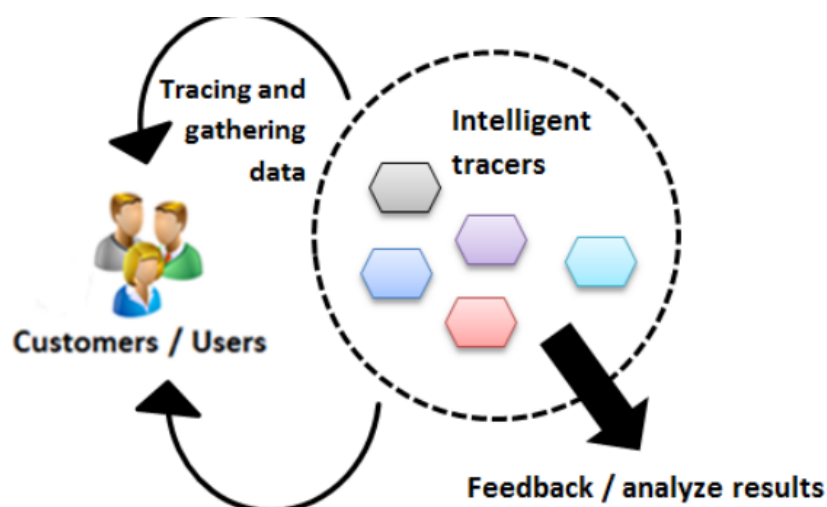 Tracing and
gathering
data
Intelligent
tracers
Customers / Users
Feedback / analyze results